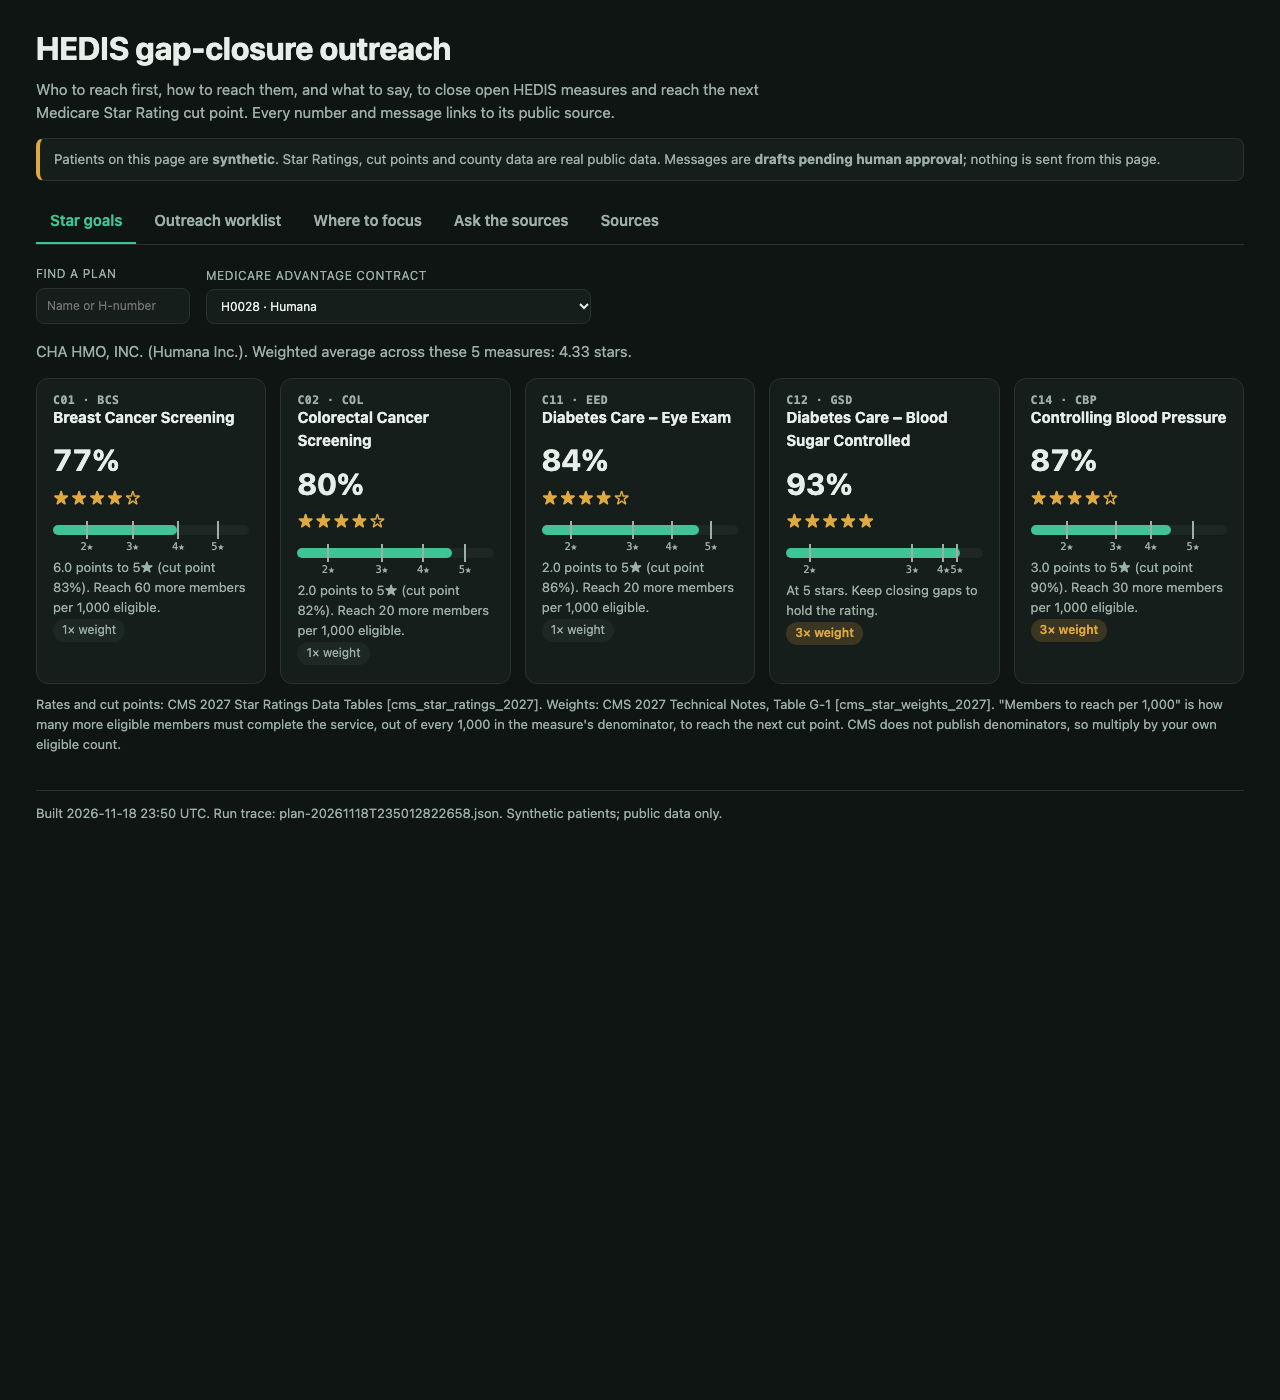 HEDIS gap-closure outreach
Who to reach first, how to reach them, and what to say, to close open HEDIS measures and reach the next
Medicare Star Rating cut point. Every number and message links to its public source.
Patients on this page are synthetic. Star Ratings, cut points and county data are real public data. Messages are drafts pending human approval; nothing is sent from this page.
Star goals
Outreach worklist
Where to focus
Ask the sources
Sources
FIND A PLAN
Name or H-number
MEDICARE ADVANTAGE CONTRACT
H0028 · Humana
CHA HMO, INC. (Humana Inc.). Weighted average across these 5 measures: 4.33 stars.
C01 · BCS
Breast Cancer Screening
77%
★★★★☆
2★ 3★ 4★ 5★
6.0 points to 5★ (cut point
83%). Reach 60 more members
per 1,000 eligible.
1× weight
C02 · COL
Colorectal Cancer
Screening
80%
★★★★☆
2★ 3★ 4★ 5★
2.0 points to 5★ (cut point
82%). Reach 20 more members
per 1,000 eligible.
1× weight
C11 · EED
Diabetes Care – Eye Exam
84%
★★★★☆
2★ 3★ 4★ 5★
2.0 points to 5★ (cut point
86%). Reach 20 more members
per 1,000 eligible.
1× weight
C12 · GSD
Diabetes Care – Blood
Sugar Controlled
93%
★★★★★
2★ 3★ 4★ 5★
At 5 stars. Keep closing gaps to
hold the rating.
3× weight
C14 · CBP
Controlling Blood Pressure
87%
★★★★☆
2★ 3★ 4★ 5★
3.0 points to 5★ (cut point
90%). Reach 30 more members
per 1,000 eligible.
3× weight
Rates and cut points: CMS 2027 Star Ratings Data Tables [cms_star_ratings_2027]. Weights: CMS 2027 Technical Notes, Table G-1 [cms_star_weights_2027]. "Members to reach per 1,000" is how
many more eligible members must complete the service, out of every 1,000 in the measure's denominator, to reach the next cut point. CMS does not publish denominators, so multiply by your own
eligible count.
Built 2026-11-18 23:50 UTC. Run trace: plan-20261118T235012822658.json. Synthetic patients; public data only.